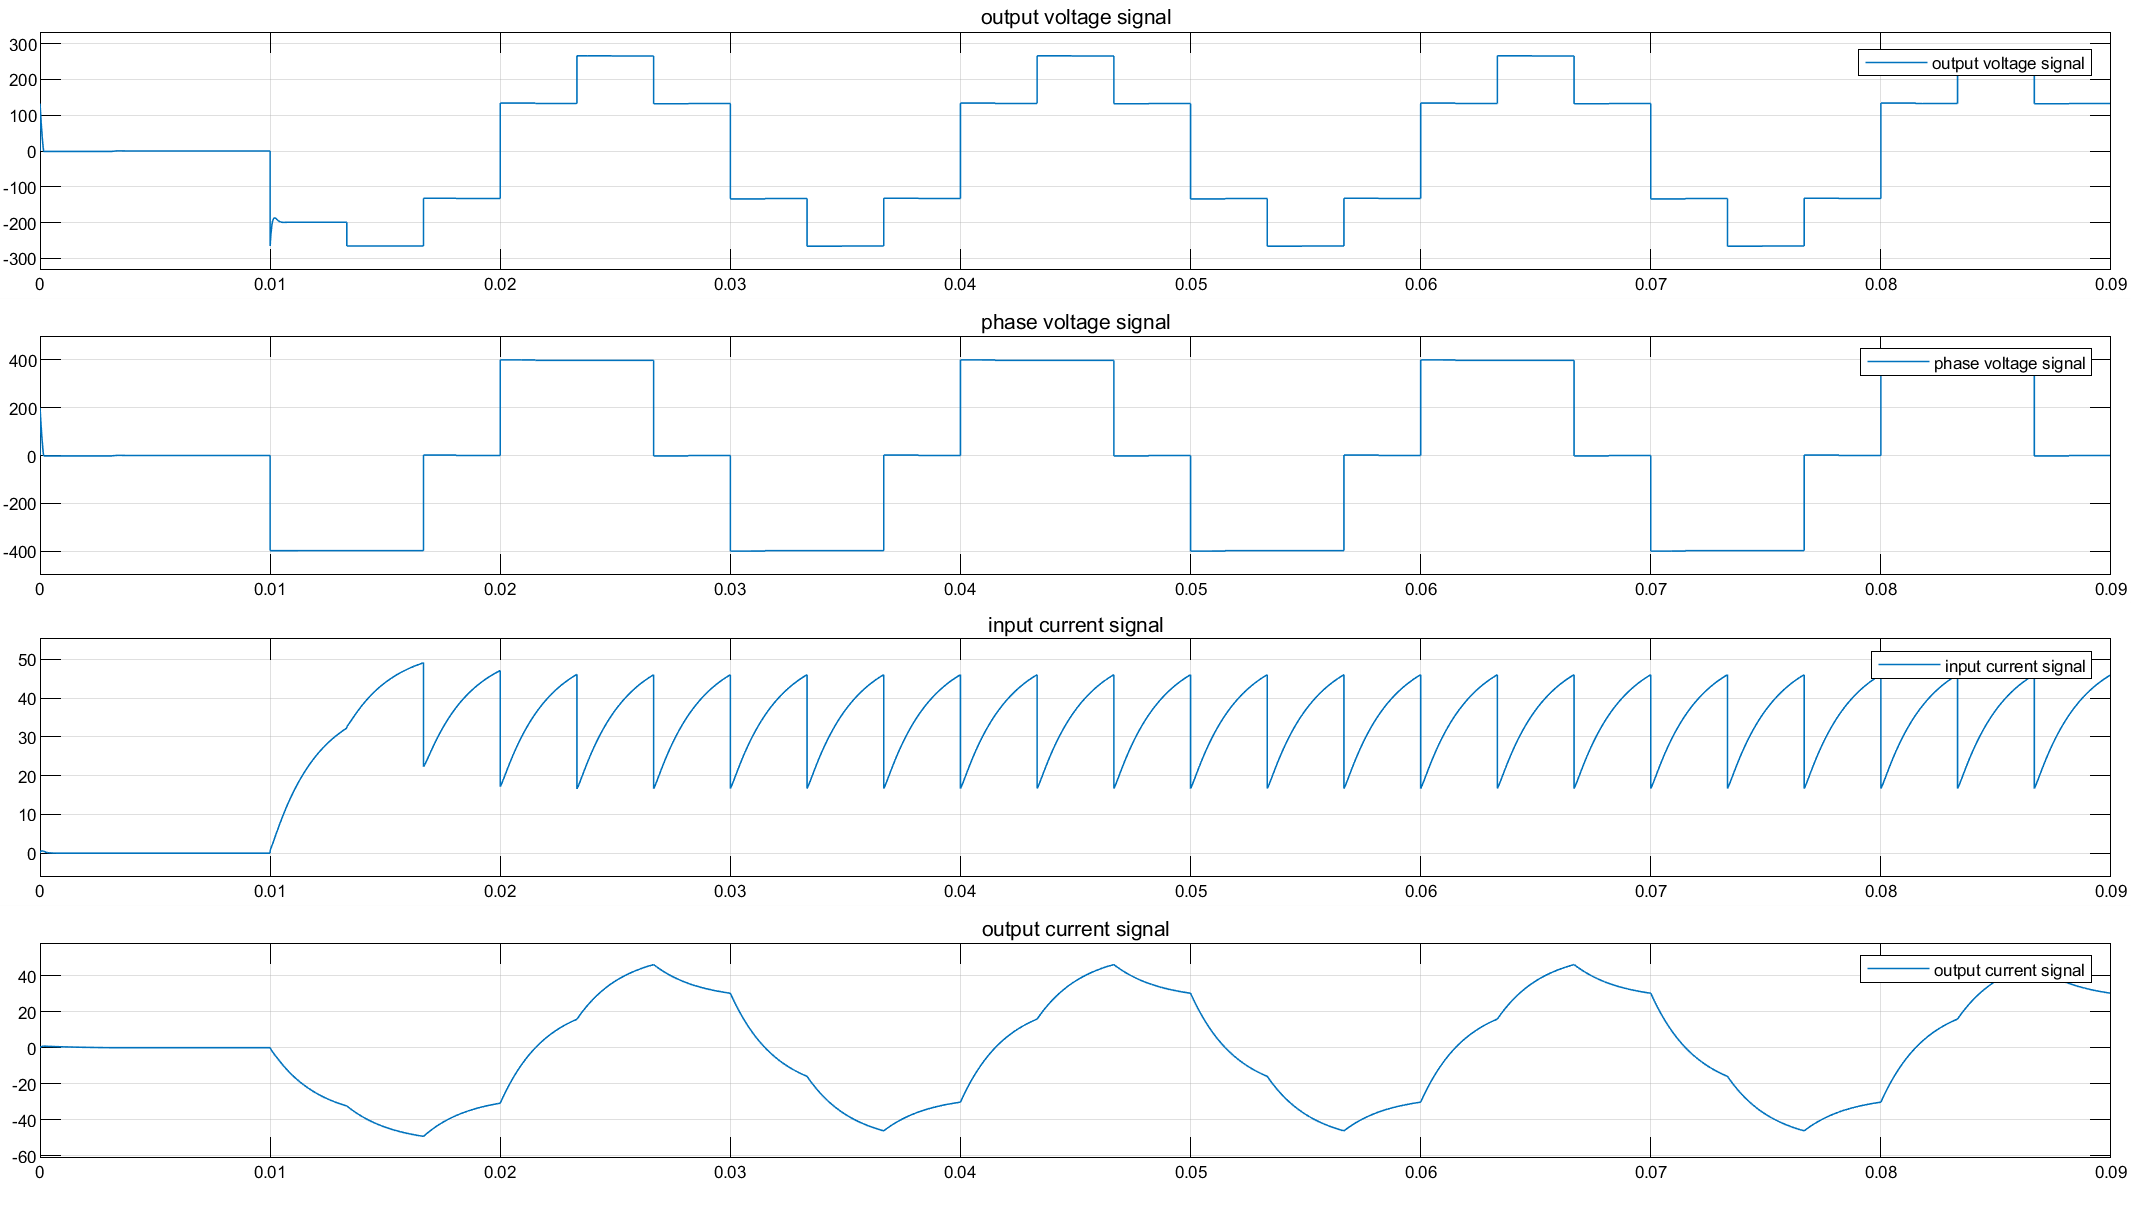 output voltage signal
300
200
100
0
-100
-200
-300
output voltage signal
0 0.01 0.02 0.03 0.04 0.05 0.06 0.07 0.08 0.09
phase voltage signal
400
200
0
-200
-400
phase voltage signal
0 0.01 0.02 0.03 0.04 0.05 0.06 0.07 0.08 0.09
input current signal
50
40
30
20
10
0
input current signal
0 0.01 0.02 0.03 0.04 0.05 0.06 0.07 0.08 0.09
output current signal
40
20
0
-20
-40
-60
output current signal
0 0.01 0.02 0.03 0.04 0.05 0.06 0.07 0.08 0.09